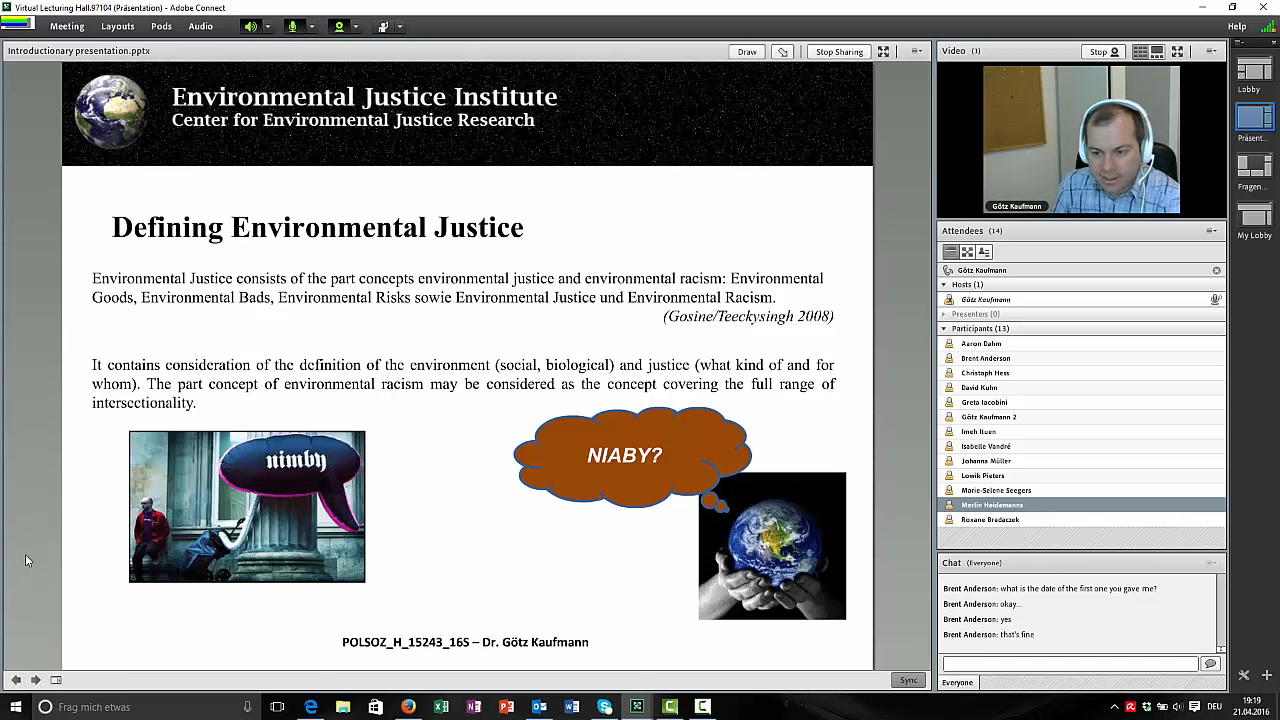 Virtual Lecturing Hall.97104 (Präsentation) - Adobe Connect
Meeting Layouts Pods Audio
Help
Introductionary presentation.pptx
Draw
Stop Sharing
Environmental Justice Institute
Center for Environmental Justice Research
Defining Environmental Justice
Environmental Justice consists of the part concepts environmental justice and environmental racism: Environmental
Goods, Environmental Bads, Environmental Risks sowie Environmental Justice und Environmental Racism.
(Gosine/Teeckysingh 2008)
It contains consideration of the definition of the environment (social, biological) and justice (what kind of and for
whom). The part concept of environmental racism may be considered as the concept covering the full range of
intersectionality.
nimby
NIABY?
POLSOZ_H_15243_16S – Dr. Götz Kaufmann
Sync
Video (1)
Stop
Götz Kaufmann
Attendees (14)
Götz Kaufmann
Hosts (1)
Götz Kaufmann
Presenters (0)
Participants (13)
Aaron Dahm
Brent Anderson
Christoph Hess
David Kuhn
Greta Iacobini
Götz Kaufmann 2
Imeh Ituen
Isabelle Vandré
Johanna Müller
Lowik Pieters
Marie-Selene Seegers
Merlin Heidemanns
Roxane Bradaczek
Chat (Everyone)
Brent Anderson: what is the date of the first one you gave me?
Brent Anderson: okay...
Brent Anderson: yes
Brent Anderson: that's fine
Everyone
Lobby
Präsent...
Fragen...
My Lobby
Frag mich etwas
DEU
19:19
21.04.2016